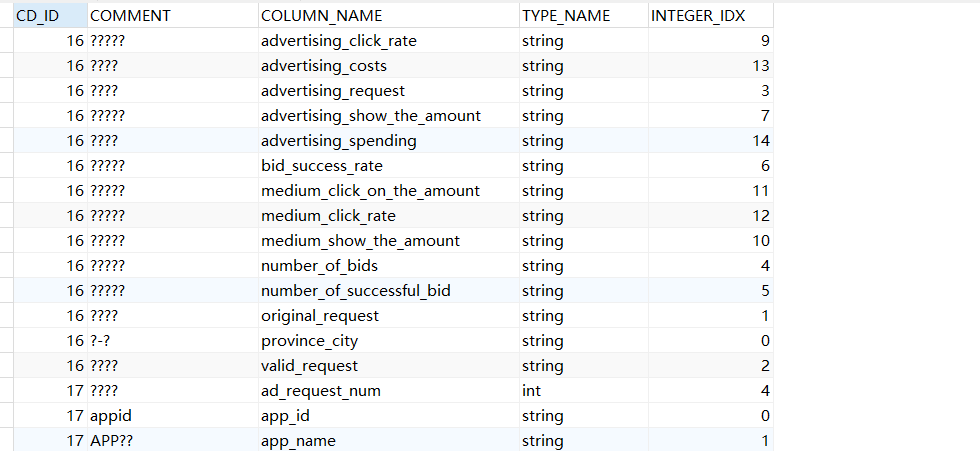 CD_ID COMMENT COLUMN_NAME TYPE_NAME INTEGER_IDX
16 ????? advertising_click_rate string 9
16 ???? advertising_costs string 13
16 ???? advertising_request string 3
16 ????? advertising_show_the_amount string 7
16 ???? advertising_spending string 14
16 ????? bid_success_rate string 6
16 ????? medium_click_on_the_amount string 11
16 ????? medium_click_rate string 12
16 ????? medium_show_the_amount string 10
16 ????? number_of_bids string 4
16 ????? number_of_successful_bid string 5
16 ???? original_request string 1
16 ?-? province_city string 0
16 ???? valid_request string 2
17 ???? ad_request_num int 4
17 appid app_id string 0
17 APP?? app_name string 1